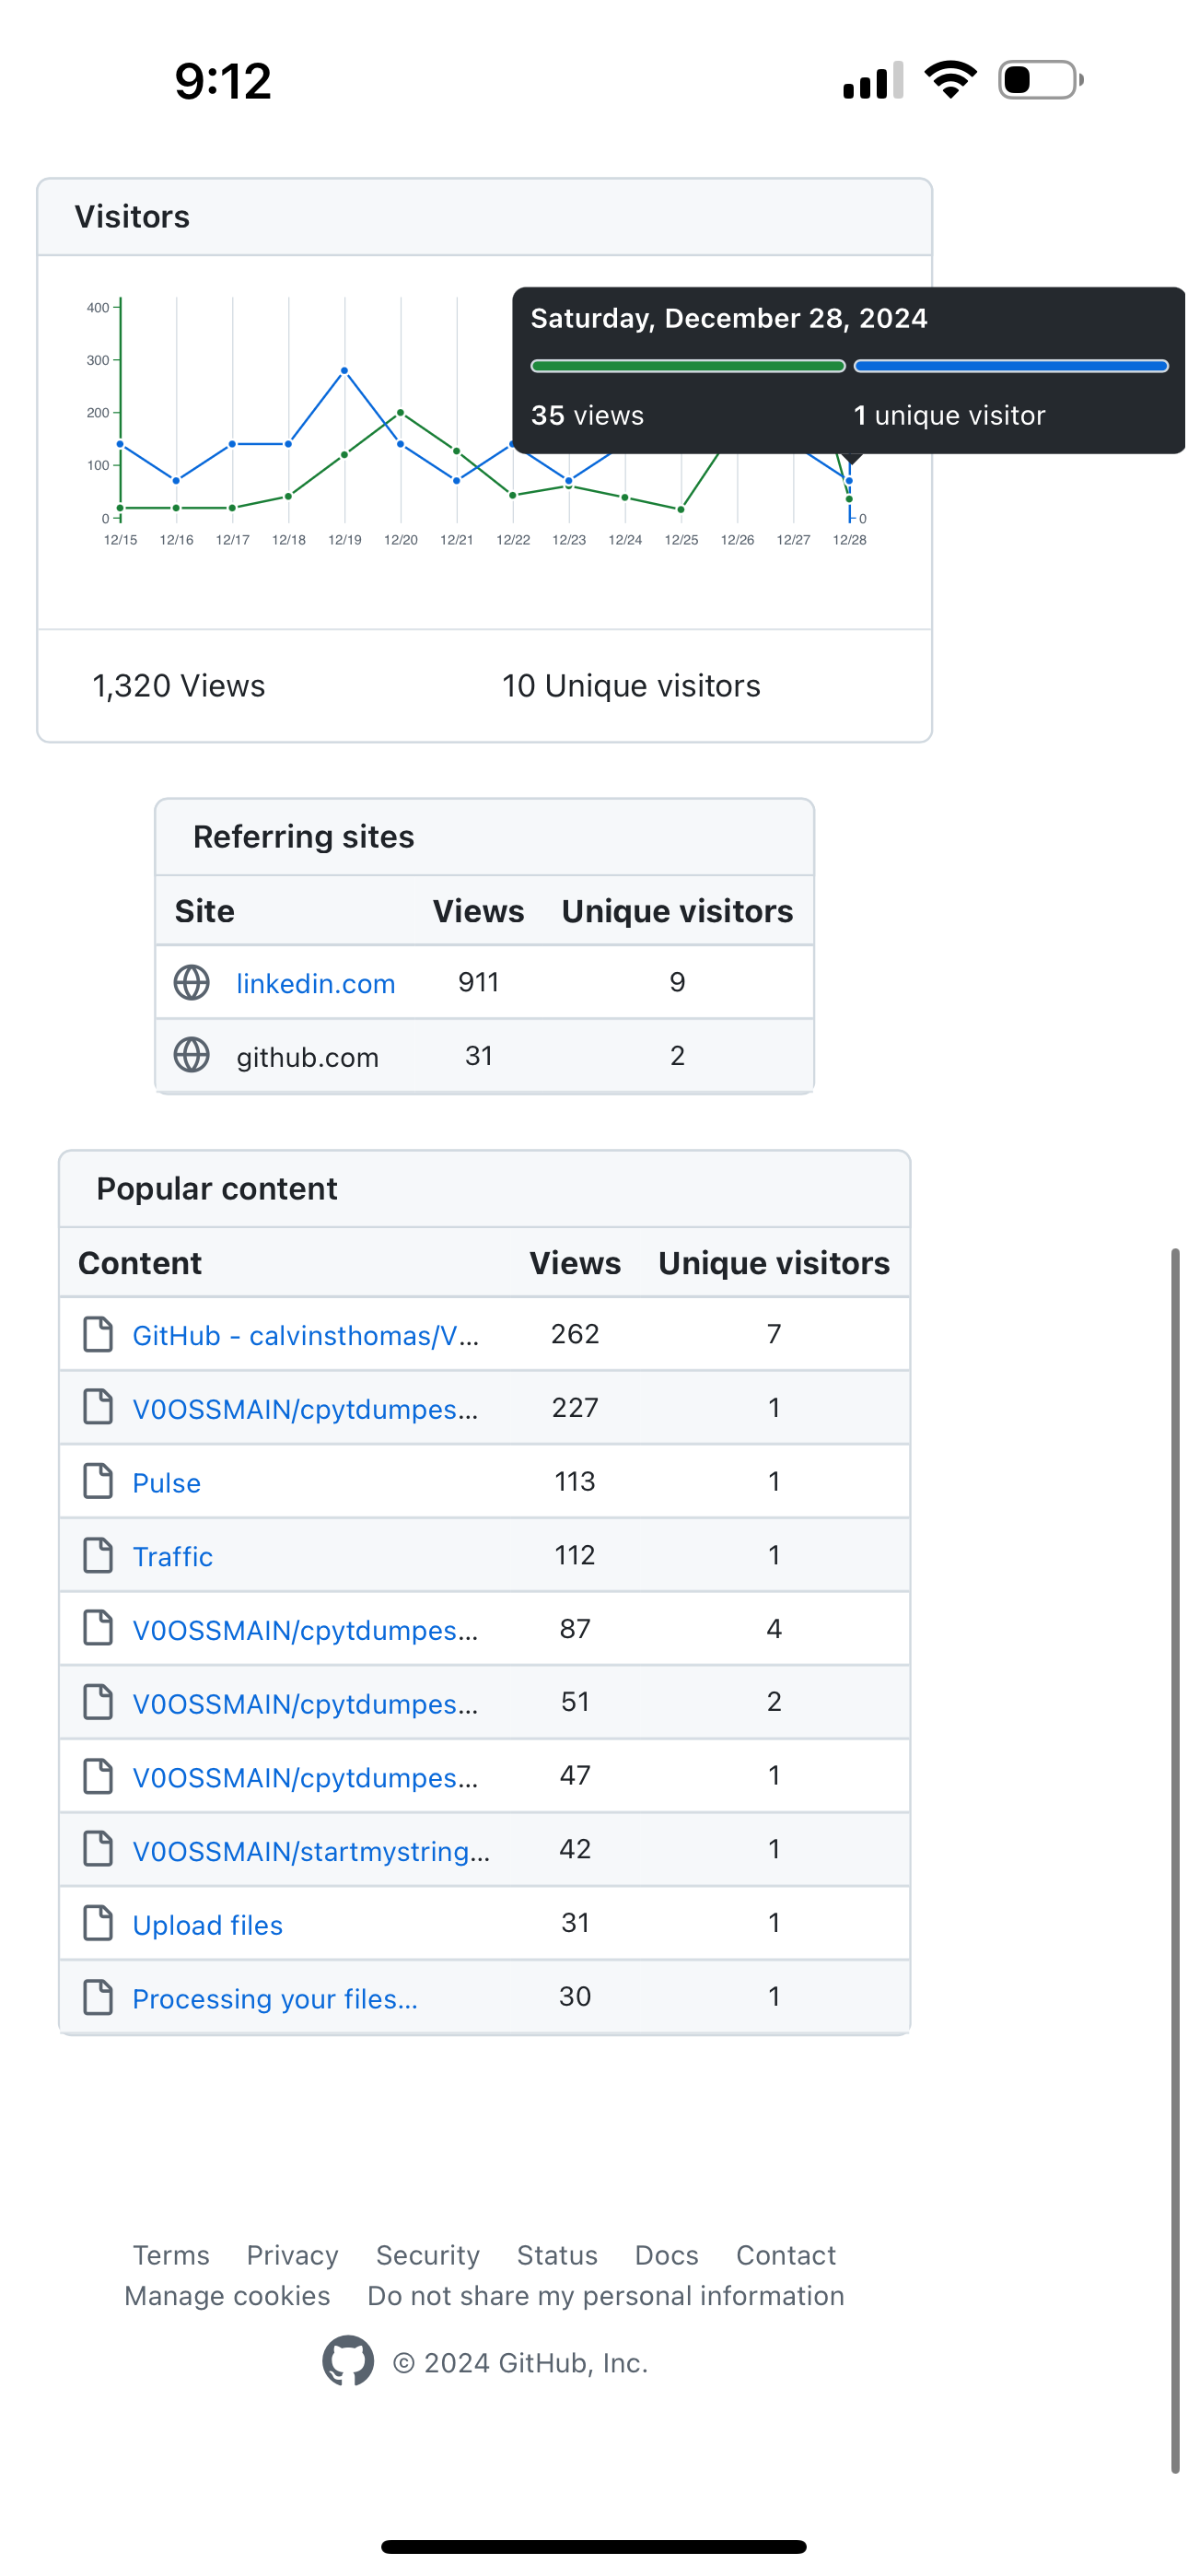 9:12
Visitors
Saturday, December 28, 2024
35 views 1 unique visitor
400
300
200
100
0 0
12/15 12/16 12/17 12/18 12/19 12/20 12/21 12/22 12/23 12/24 12/25 12/26 12/27 12/28
1,320 Views 10 Unique visitors
Referring sites
Site Views Unique visitors
linkedin.com 911 9
github.com 31 2
Popular content
Content Views Unique visitors
GitHub - calvinsthomas/V... 262 7
V0OSSMAIN/cpytdumpes... 227 1
Pulse 113 1
Traffic 112 1
V0OSSMAIN/cpytdumpes... 87 4
V0OSSMAIN/cpytdumpes... 51 2
V0OSSMAIN/cpytdumpes... 47 1
V0OSSMAIN/startmystring... 42 1
Upload files 31 1
Processing your files... 30 1
Terms Privacy Security Status Docs Contact
Manage cookies Do not share my personal information
© 2024 GitHub, Inc.